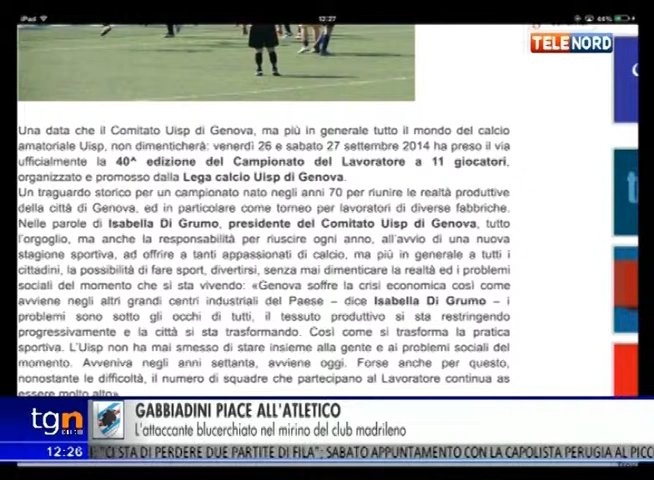 iPad
12:27
44%
TELENORD
Una data che il Comitato Uisp di Genova, ma più in generale tutto il mondo del calcio
amatoriale Uisp, non dimenticherà: venerdì 26 e sabato 27 settembre 2014 ha preso il via
ufficialmente la 40^ edizione del Campionato del Lavoratore a 11 giocatori,
organizzato e promosso dalla Lega calcio Uisp di Genova.
Un traguardo storico per un campionato nato negli anni 70 per riunire le realtà produttive
della città di Genova, ed in particolare come torneo per lavoratori di diverse fabbriche.
Nelle parole di Isabella Di Grumo, presidente del Comitato Uisp di Genova, tutto
l'orgoglio, ma anche la responsabilità per riuscire ogni anno, all'avvio di una nuova
stagione sportiva, ad offrire a tanti appassionati di calcio, ma più in generale a tutti i
cittadini, la possibilità di fare sport, divertirsi, senza mai dimenticare la realtà ed i problemi
sociali del momento che si sta vivendo: «Genova soffre la crisi economica così come
avviene negli altri grandi centri industriali del Paese – dice Isabella Di Grumo – i
problemi sono sotto gli occhi di tutti, il tessuto produttivo si sta restringendo
progressivamente e la città si sta trasformando. Così come si trasforma la pratica
sportiva. L'Uisp non ha mai smesso di stare insieme alla gente e ai problemi sociali del
momento. Avveniva negli anni settanta, avviene oggi. Forse anche per questo,
nonostante le difficoltà, il numero di squadre che partecipano al Lavoratore continua as
essere molto alto»
tgn
GABBIADINI PIACE ALL'ATLETICO
L'attaccante blucerchiato nel mirino del club madrileno
12:26
: "CI STA DI PERDERE DUE PARTITE DI FILA"; SABATO APPUNTAMENTO CON LA CAPOLISTA PERUGIA AL PICC